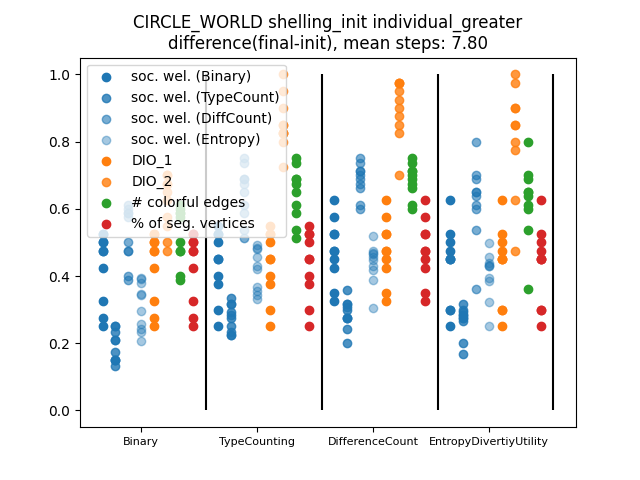 CIRCLE_WORLD shelling_init individual_greater
difference(final-init), mean steps: 7.80
soc. wel. (Binary)
soc. wel. (TypeCount)
soc. wel. (DiffCount)
soc. wel. (Entropy)
DIO_1
DIO_2
# colorful edges
% of seg. vertices
1.0
0.8
0.6
0.4
0.2
0.0
Binary
TypeCounting
DifferenceCount
EntropyDivertiyUtility